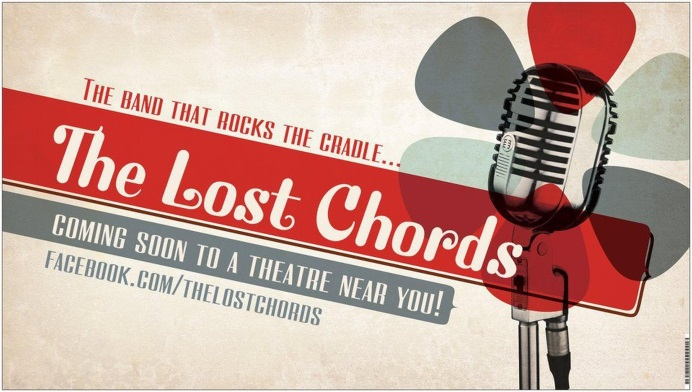 The band that rocks the cradle...
The Lost Chords
COMING SOON TO A THEATRE NEAR YOU!
FACEBOOK.COM/THELOSTCHORDS